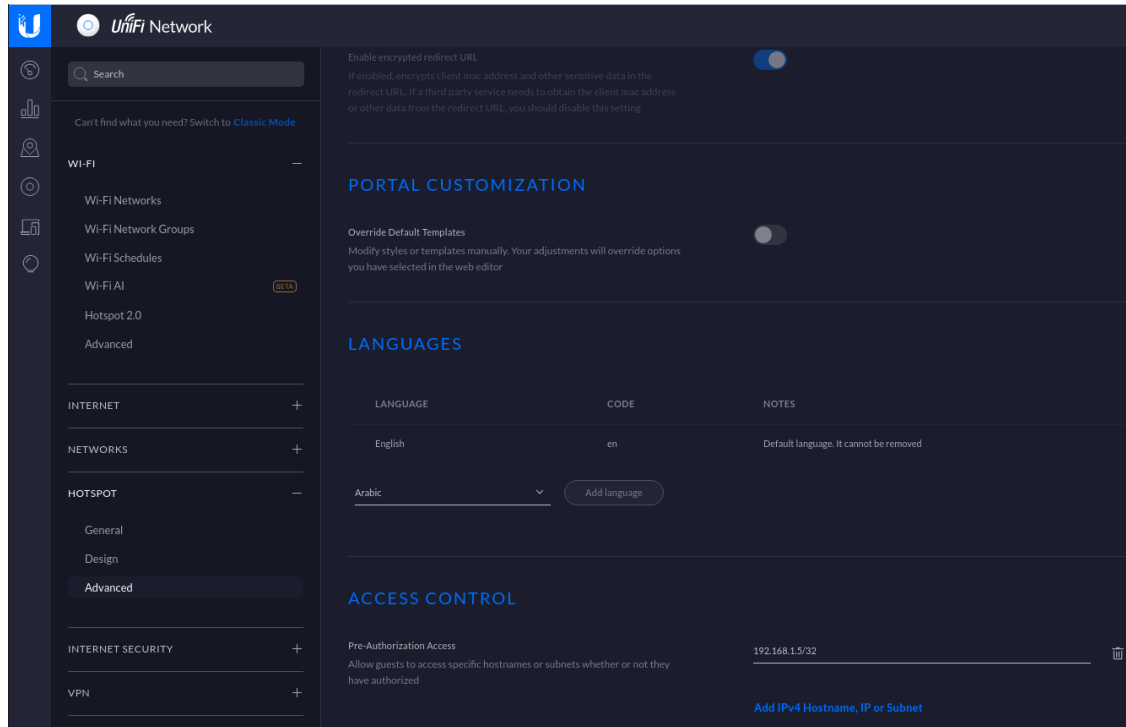 UniFi Network
Search
Can't find what you need? Switch to Classic Mode
WI-FI
Wi-Fi Networks
Wi-Fi Network Groups
Wi-Fi Schedules
Wi-Fi AI
BETA
Hotspot 2.0
Advanced
INTERNET
NETWORKS
HOTSPOT
General
Design
Advanced
INTERNET SECURITY
VPN
Enable encrypted redirect URL
If enabled, encrypts client mac address and other sensitive data in the
redirect URL. If a third party service needs to obtain the client mac address
or other data from the redirect URL, you should disable this setting
PORTAL CUSTOMIZATION
Override Default Templates
Modify styles or templates manually. Your adjustments will override options
you have selected in the web editor
LANGUAGES
LANGUAGE CODE NOTES
English en Default language. It cannot be removed
Arabic Add language
ACCESS CONTROL
Pre-Authorization Access
Allow guests to access specific hostnames or subnets whether or not they
have authorized
192.168.1.5/32
Add IPv4 Hostname, IP or Subnet